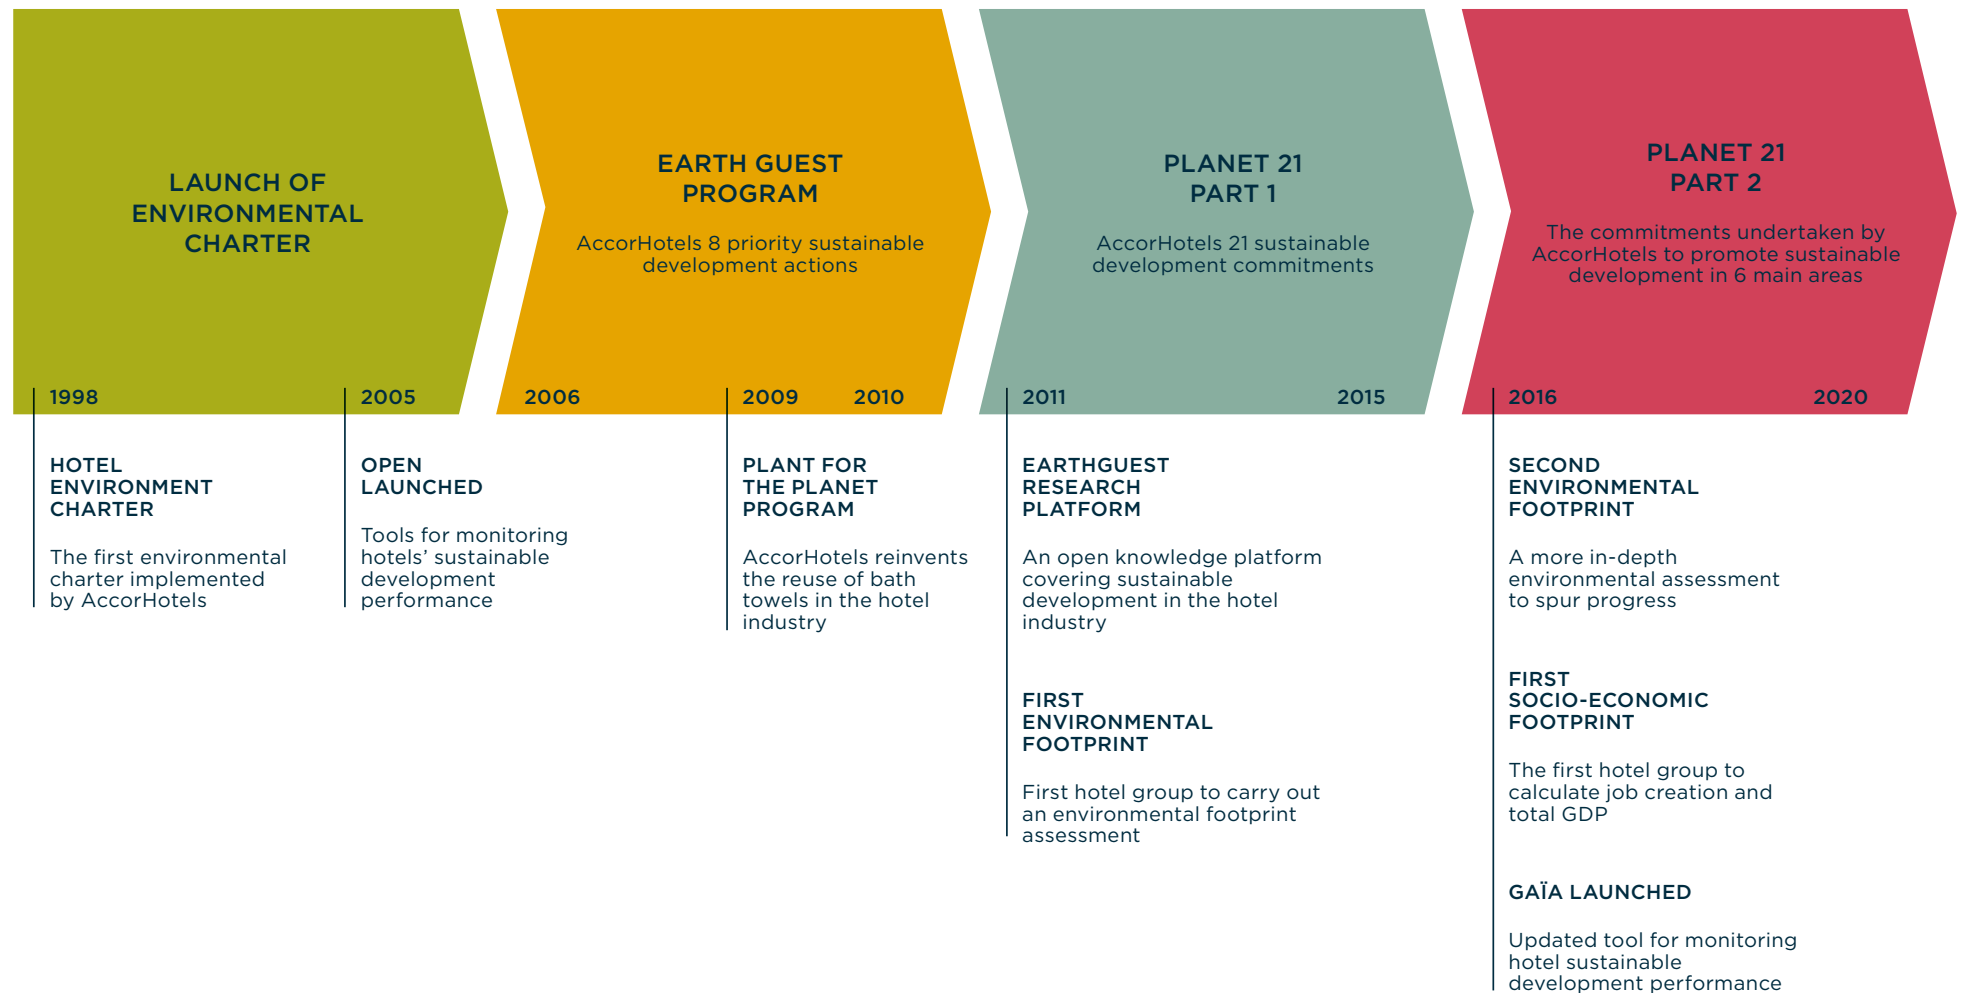 LAUNCH OF
ENVIRONMENTAL
CHARTER
EARTH GUEST
PROGRAM
AccorHotels 8 priority sustainable
development actions
PLANET 21
PART 1
AccorHotels 21 sustainable
development commitments
PLANET 21
PART 2
The commitments undertaken by
AccorHotels to promote sustainable
development in 6 main areas
1998
2005
2006
2009
2010
2011
2015
2016
2020
HOTEL
ENVIRONMENT
CHARTER
The first environmental
charter implemented
by AccorHotels
OPEN
LAUNCHED
Tools for monitoring
hotels’ sustainable
development
performance
PLANT FOR
THE PLANET
PROGRAM
AccorHotels reinvents
the reuse of bath
towels in the hotel
industry
EARTHGUEST
RESEARCH
PLATFORM
An open knowledge platform
covering sustainable
development in the hotel
industry
FIRST
ENVIRONMENTAL
FOOTPRINT
First hotel group to carry out
an environmental footprint
assessment
SECOND
ENVIRONMENTAL
FOOTPRINT
A more in-depth
environmental assessment
to spur progress
FIRST
SOCIO-ECONOMIC
FOOTPRINT
The first hotel group to
calculate job creation and
total GDP
GAÏA LAUNCHED
Updated tool for monitoring
hotel sustainable
development performance